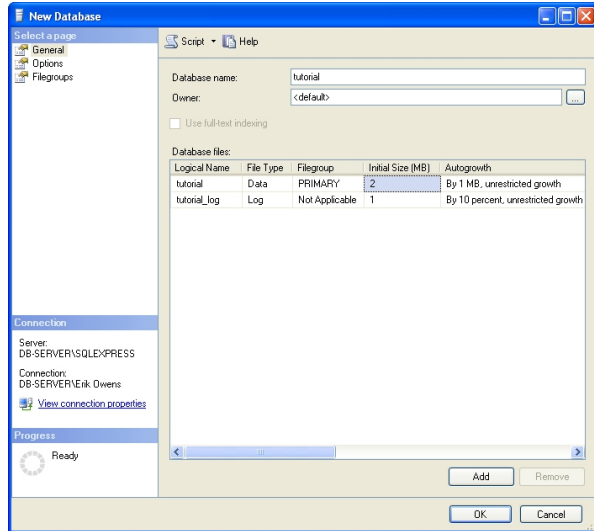 New Database
Select a page
General
Options
Filegroups
Script Help
Database name: tutorial
Owner: <default> ...
Use full-text indexing
Database files:
Logical Name File Type Filegroup Initial Size (MB) Autogrowth
tutorial Data PRIMARY 2 By 1 MB, unrestricted growth
tutorial_log Log Not Applicable 1 By 10 percent, unrestricted growth
Connection
Server:
DB-SERVER\SQLEXPRESS
Connection:
DB-SERVER\Erik Owens
View connection properties
Progress
Ready
Add Remove
OK Cancel